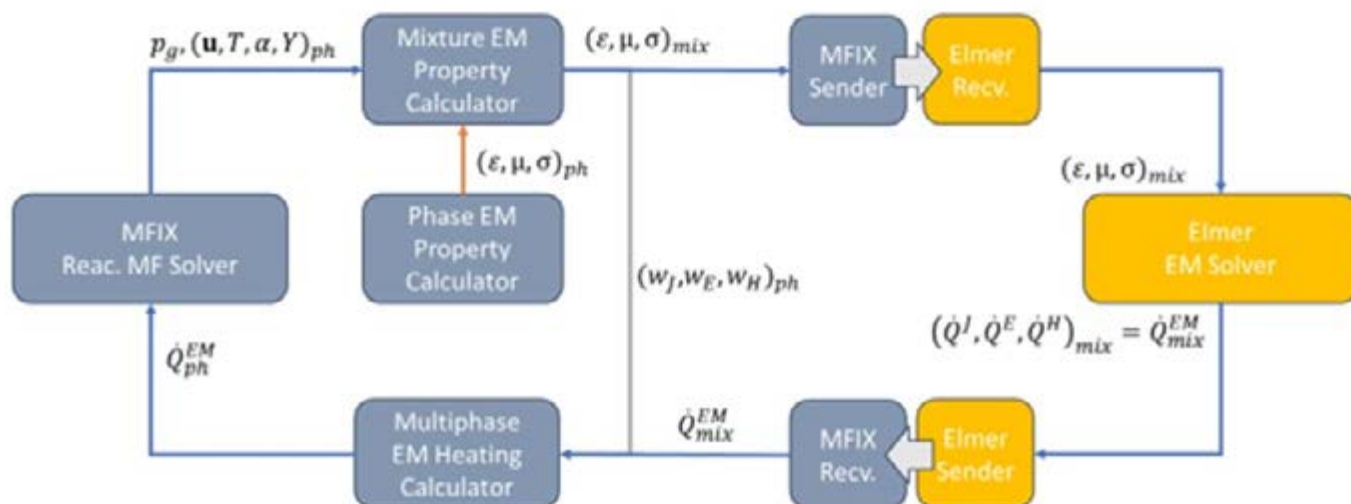 p_g, (u, T, α, Y)_ph
Mixture EM
Property
Calculator
(ε, μ, σ)_mix
MFIX
Sender
Elmer
Recv.
(ε, μ, σ)_ph
(ε, μ, σ)_mix
MFIX
Reac. MF Solver
Phase EM
Property
Calculator
Elmer
EM Solver
(w_J, w_E, w_H)_ph
(Q̇^J, Q̇^E, Q̇^H)_mix = Q̇^EM_mix
Q̇^EM_ph
Multiphase
EM Heating
Calculator
Q̇^EM_mix
MFIX
Recv.
Elmer
Sender